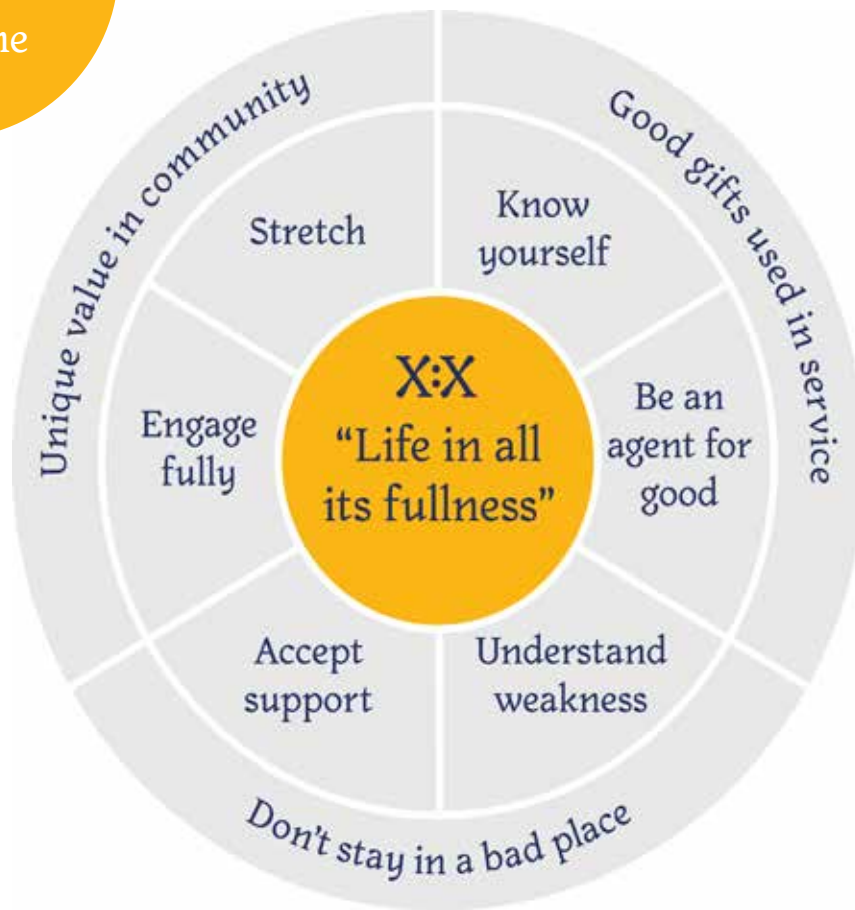 Unique value in community
Good gifts used in service
Stretch
Know
yourself
Engage
fully
X:X
“Life in all
its fullness”
Be an
agent for
good
Accept
support
Understand
weakness
Don't stay in a bad place